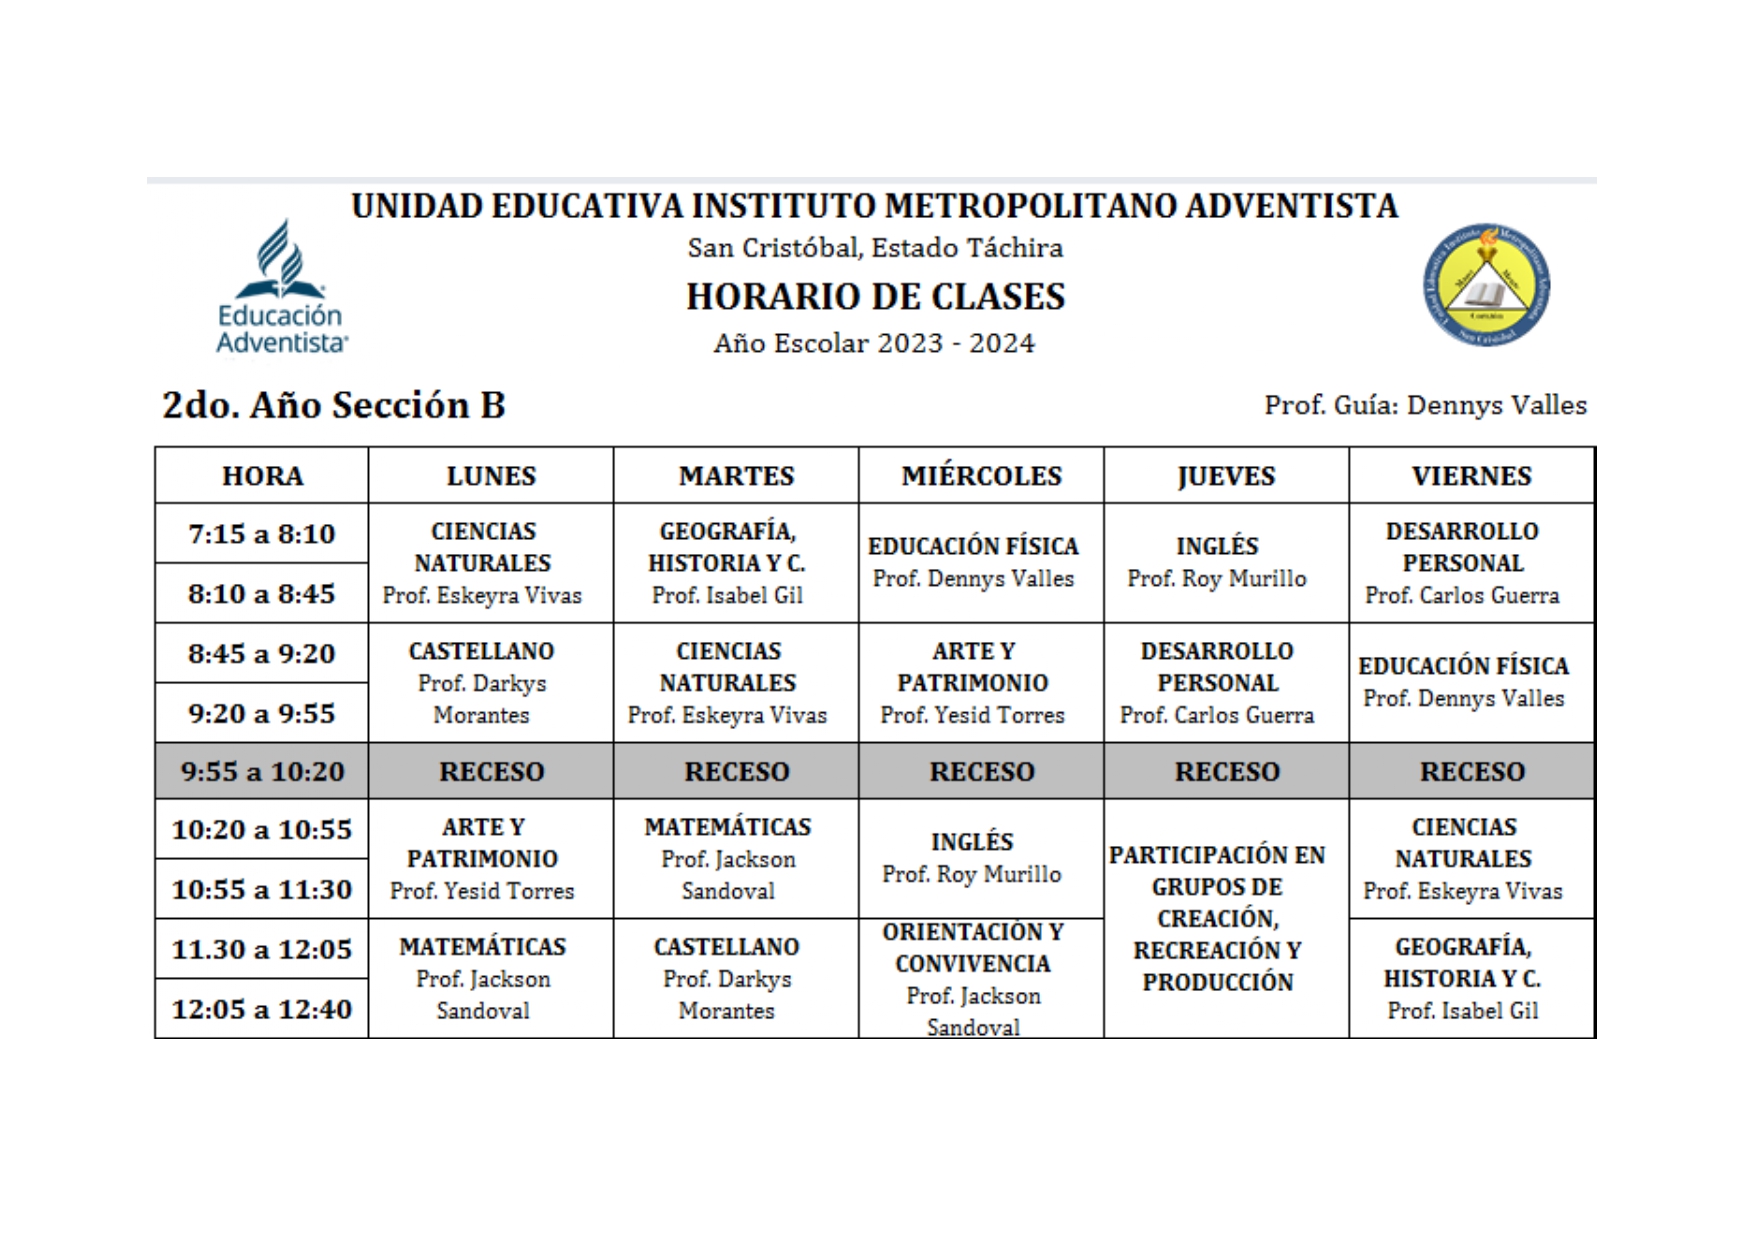 UNIDAD EDUCATIVA INSTITUTO METROPOLITANO ADVENTISTA
San Cristóbal, Estado Táchira
HORARIO DE CLASES
Año Escolar 2023 - 2024
Educación
Adventista
2do. Año Sección B
Prof. Guía: Dennys Valles
HORA LUNES MARTES MIÉRCOLES JUEVES VIERNES
7:15 a 8:10
8:10 a 8:45
CIENCIAS
NATURALES
Prof. Eskeyra Vivas
GEOGRAFÍA,
HISTORIA Y C.
Prof. Isabel Gil
EDUCACIÓN FÍSICA
Prof. Dennys Valles
INGLÉS
Prof. Roy Murillo
DESARROLLO
PERSONAL
Prof. Carlos Guerra
8:45 a 9:20
9:20 a 9:55
CASTELLANO
Prof. Darkys
Morantes
CIENCIAS
NATURALES
Prof. Eskeyra Vivas
ARTE Y
PATRIMONIO
Prof. Yesid Torres
DESARROLLO
PERSONAL
Prof. Carlos Guerra
EDUCACIÓN FÍSICA
Prof. Dennys Valles
9:55 a 10:20 RECESO RECESO RECESO RECESO RECESO
10:20 a 10:55
10:55 a 11:30
ARTE Y
PATRIMONIO
Prof. Yesid Torres
MATEMÁTICAS
Prof. Jackson
Sandoval
INGLÉS
Prof. Roy Murillo
PARTICIPACIÓN EN
GRUPOS DE
CREACIÓN,
RECREACIÓN Y
PRODUCCIÓN
CIENCIAS
NATURALES
Prof. Eskeyra Vivas
11.30 a 12:05
12:05 a 12:40
MATEMÁTICAS
Prof. Jackson
Sandoval
CASTELLANO
Prof. Darkys
Morantes
ORIENTACIÓN Y
CONVIVENCIA
Prof. Jackson
Sandoval
GEOGRAFÍA,
HISTORIA Y C.
Prof. Isabel Gil